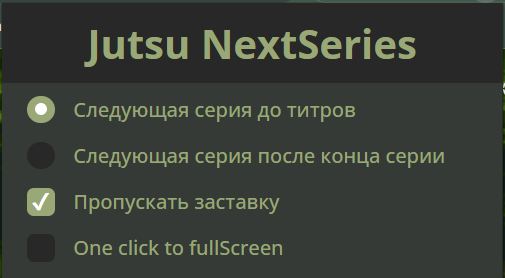 Jutsu NextSeries
Следующая серия до титров
Следующая серия после конца серии
Пропускать заставку
One click to fullScreen